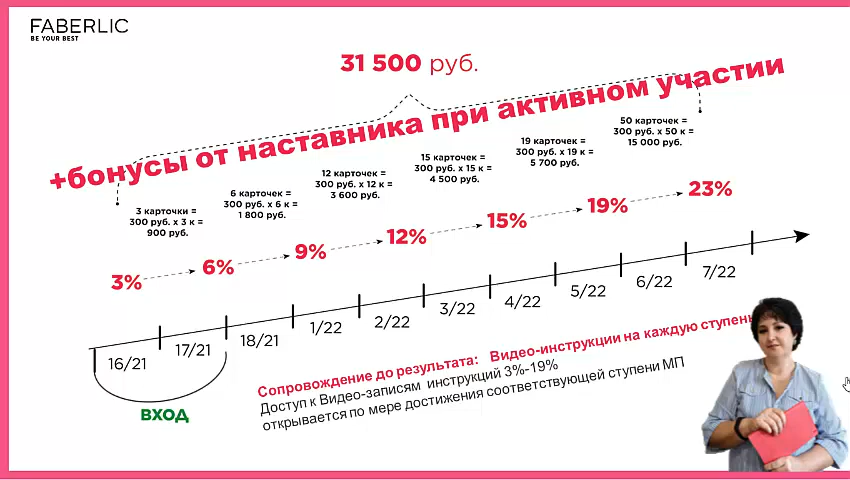 FABERLIC
BE YOUR BEST
31 500 руб.
+бонусы от наставника при активном участии
3 карточки =
300 руб. х 3 к =
900 руб.
6 карточек =
300 руб. х 6 к =
1 800 руб.
12 карточек =
300 руб. х 12 к =
3 600 руб.
15 карточек =
300 руб. х 15 к =
4 500 руб.
19 карточек =
300 руб. х 19 к =
5 700 руб.
50 карточек =
300 руб. х 50 к =
15 000 руб.
3%
6%
9%
12%
15%
19%
23%
16/21
17/21
18/21
1/22
2/22
3/22
4/22
5/22
6/22
7/22
ВХОД
Сопровождение до результата: Видео-инструкции на каждую ступень
Доступ к Видео-записям инструкций 3%-19%
открывается по мере достижения соответствующей ступени МП